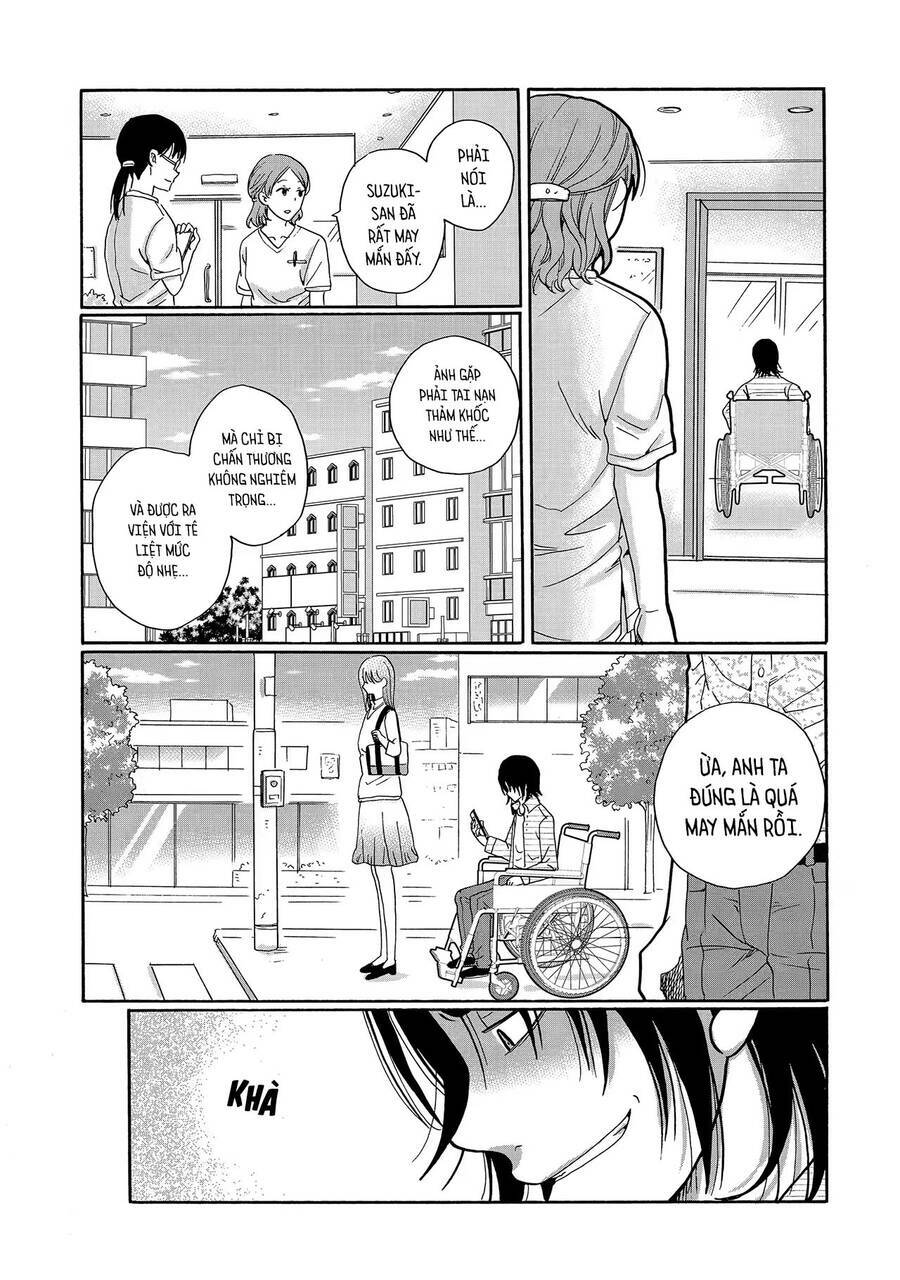 PHẢI
NÓI
LÀ...
SUZUKI-
SAN ĐÃ
RẤT MAY
MẮN ĐẤY.
ẢNH GẶP
PHẢI TAI NẠN
THẢM KHỐC
NHƯ THẾ...
MÀ CHỈ BỊ
CHẤN THƯƠNG
KHÔNG NGHIÊM
TRỌNG...
VÀ ĐƯỢC RA
VIỆN VỚI TÊ
LIỆT MỨC
ĐỘ NHẸ...
ỪA, ANH TA
ĐÚNG LÀ QUÁ
MAY MẮN RỒI.
KHÀ